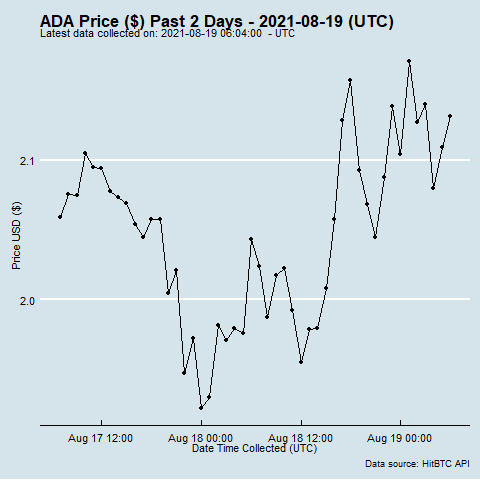 ADA Price ($) Past 2 Days - 2021-08-19 (UTC)
Latest data collected on: 2021-08-19 06:04:00 - UTC
2.1
2.0
Price USD ($)
Aug 17 12:00
Aug 18 00:00
Aug 18 12:00
Aug 19 00:00
Date Time Collected (UTC)
Data source: HitBTC API